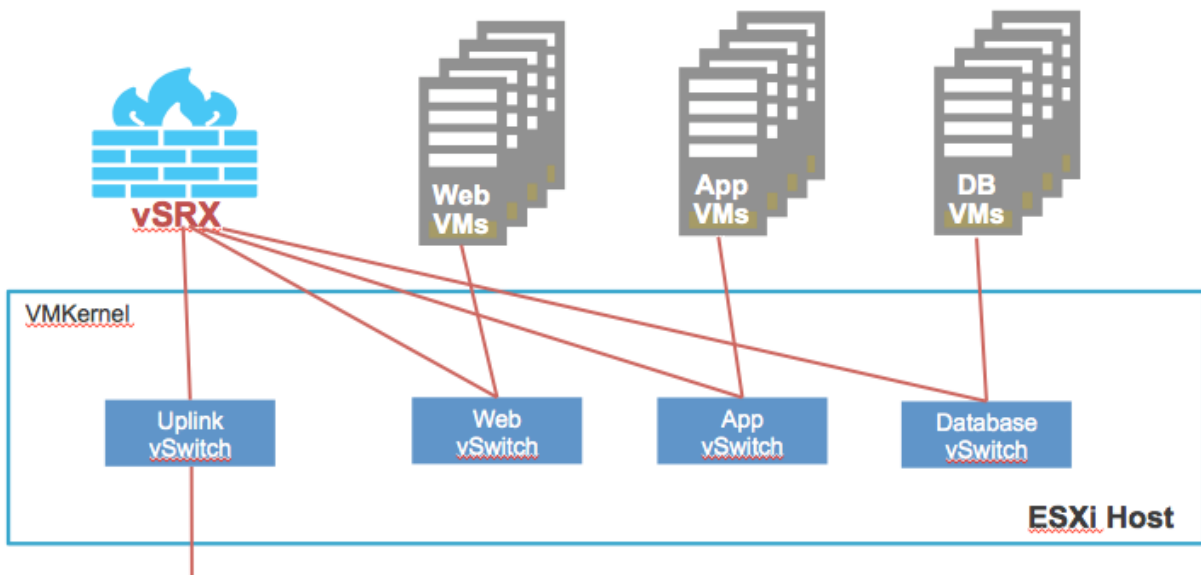 vSRX
Web
VMs
App
VMs
DB
VMs
VMKernel
Uplink
vSwitch
Web
vSwitch
App
vSwitch
Database
vSwitch
ESXi Host